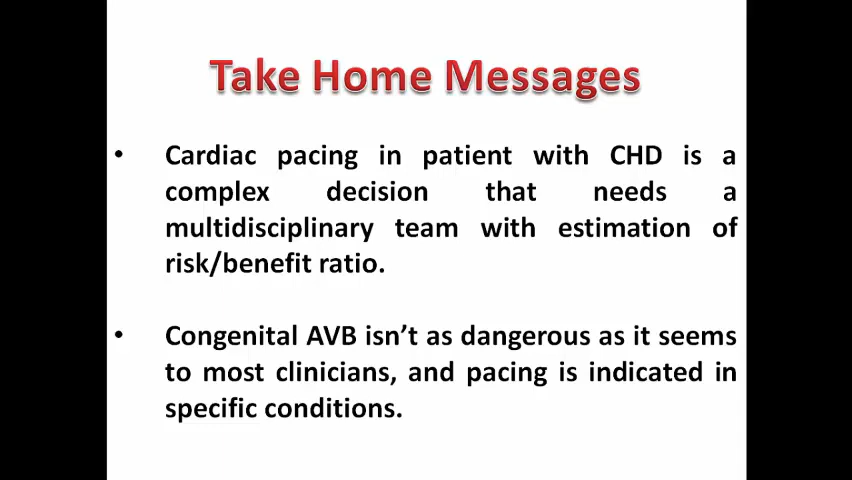 Take Home Messages
• Cardiac pacing in patient with CHD is a
complex decision that needs a
multidisciplinary team with estimation of
risk/benefit ratio.
• Congenital AVB isn’t as dangerous as it seems
to most clinicians, and pacing is indicated in
specific conditions.